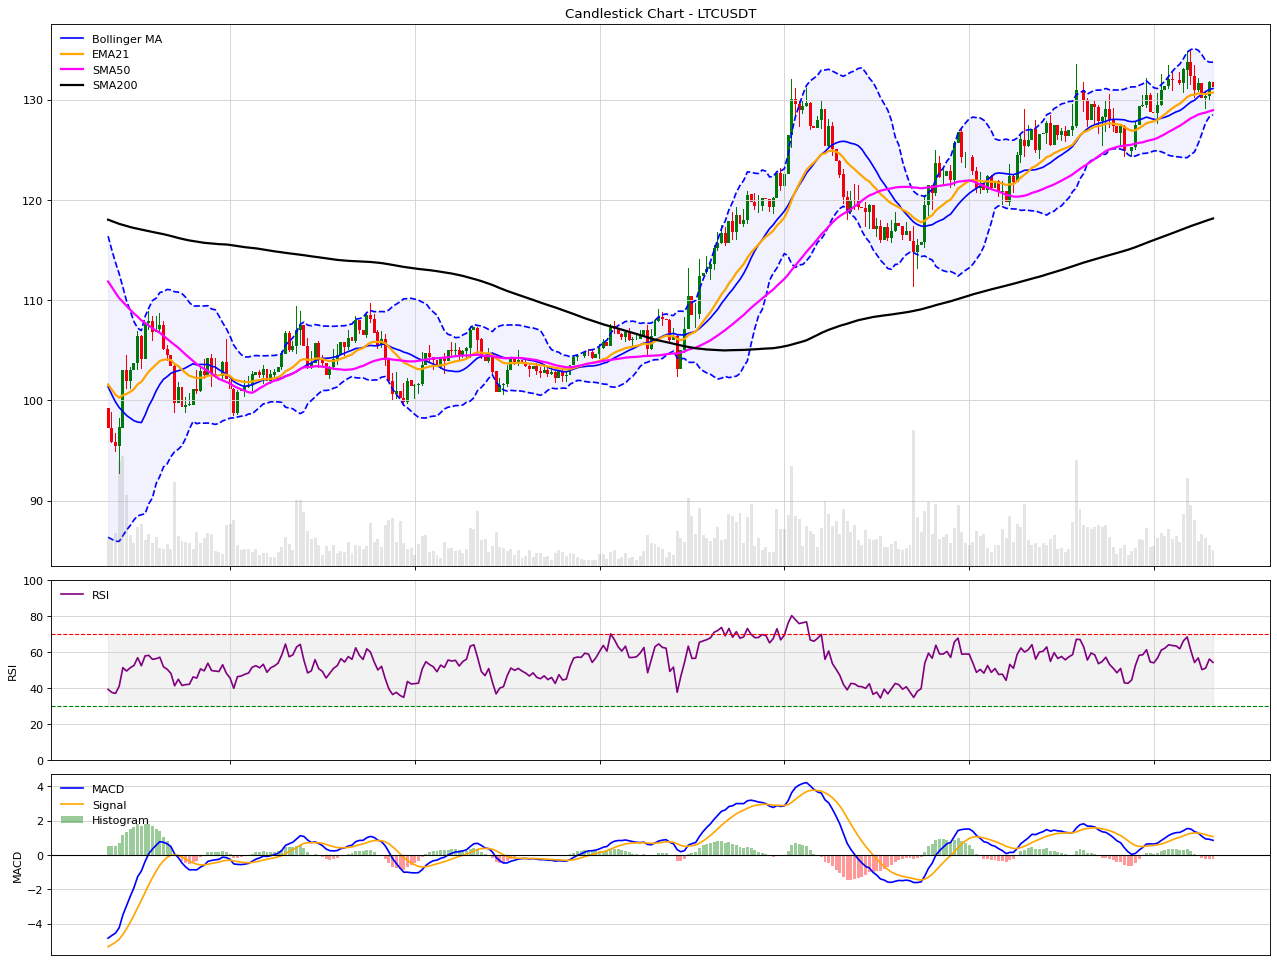 Candlestick Chart - LTCUSDT
Bollinger MA
EMA21
SMA50
SMA200
130
120
110
100
90
100
RSI
80
60
RSI
40
20
0
4
MACD
Signal
2
Histogram
0
MACD
−2
−4